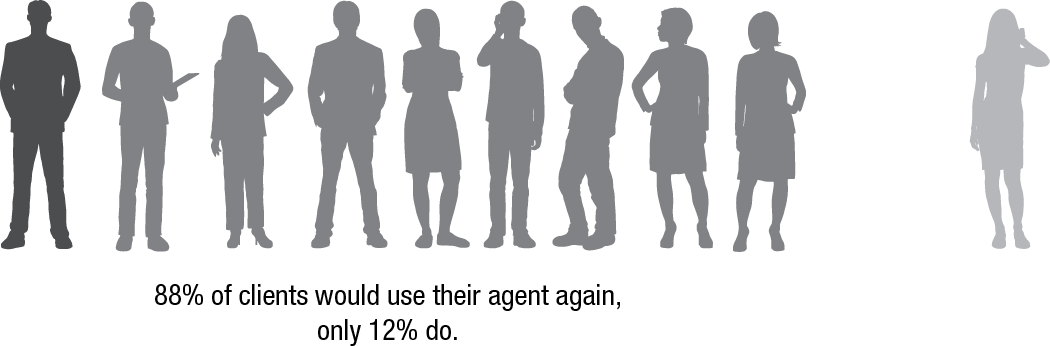 88% of clients would use their agent again,
only 12% do.